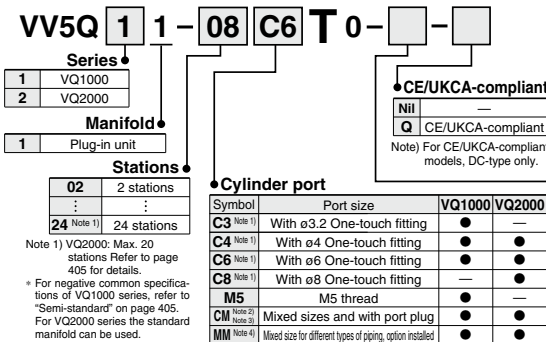 VV5Q 1 1 – 08 C6 T 0 – –
Series
1 VQ1000
2 VQ2000
Manifold
1 Plug-in unit
Stations
02 2 stations
⋮ ⋮
24 Note 1) 24 stations
Note 1) VQ2000: Max. 20
stations Refer to page
405 for details.
* For negative common specifica-
tions of VQ1000 series, refer to
“Semi-standard” on page 405.
For VQ2000 series the standard
manifold can be used.
CE/UKCA-compliant
Nil —
Q CE/UKCA-compliant
Note) For CE/UKCA-compliant
models, DC-type only.
Cylinder port
Symbol Port size VQ1000 VQ2000
C3 Note 1) With ø3.2 One-touch fitting ● —
C4 Note 1) With ø4 One-touch fitting ● ●
C6 Note 1) With ø6 One-touch fitting ● ●
C8 Note 1) With ø8 One-touch fitting — ●
M5 M5 thread ● —
CM Note 2) Note 3) Mixed sizes and with port plug ● ●
MM Note 4) Mixed size for different types of piping, option installed ● ●